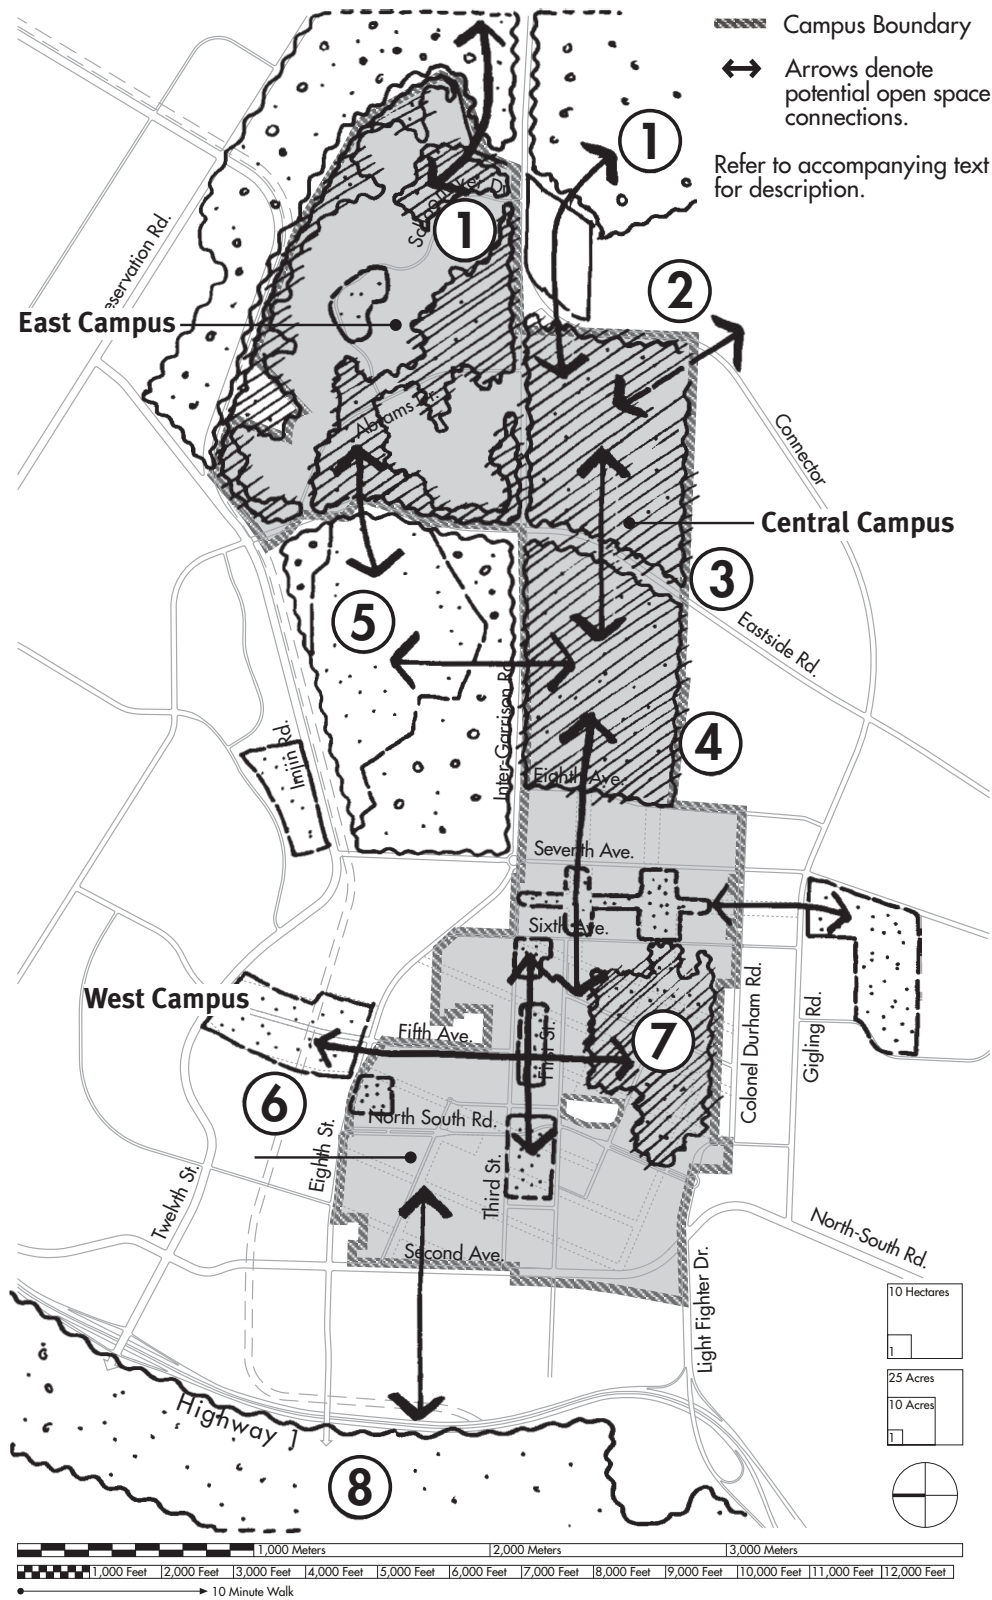 Campus Boundary
Arrows denote
potential open space
connections.
Refer to accompanying text
for description.
1
1
2
Reservation Rd.
East Campus
Abrams Dr.
Connector
Central Campus
3
5
Eastside Rd.
Inter-Garrison Rd.
4
Imjin Rd.
Eighth Ave.
Seventh Ave.
Sixth Ave.
West Campus
Fifth Ave.
First St.
7
Colonel Durham Rd.
Gigling Rd.
6
North South Rd.
Eighth St.
Third St.
Twelvth St.
Second Ave.
North-South Rd.
Light Fighter Dr.
10 Hectares
1
25 Acres
10 Acres
1
Highway 1
8
1,000 Meters
2,000 Meters
3,000 Meters
1,000 Feet
2,000 Feet
3,000 Feet
4,000 Feet
5,000 Feet
6,000 Feet
7,000 Feet
8,000 Feet
9,000 Feet
10,000 Feet
11,000 Feet
12,000 Feet
10 Minute Walk